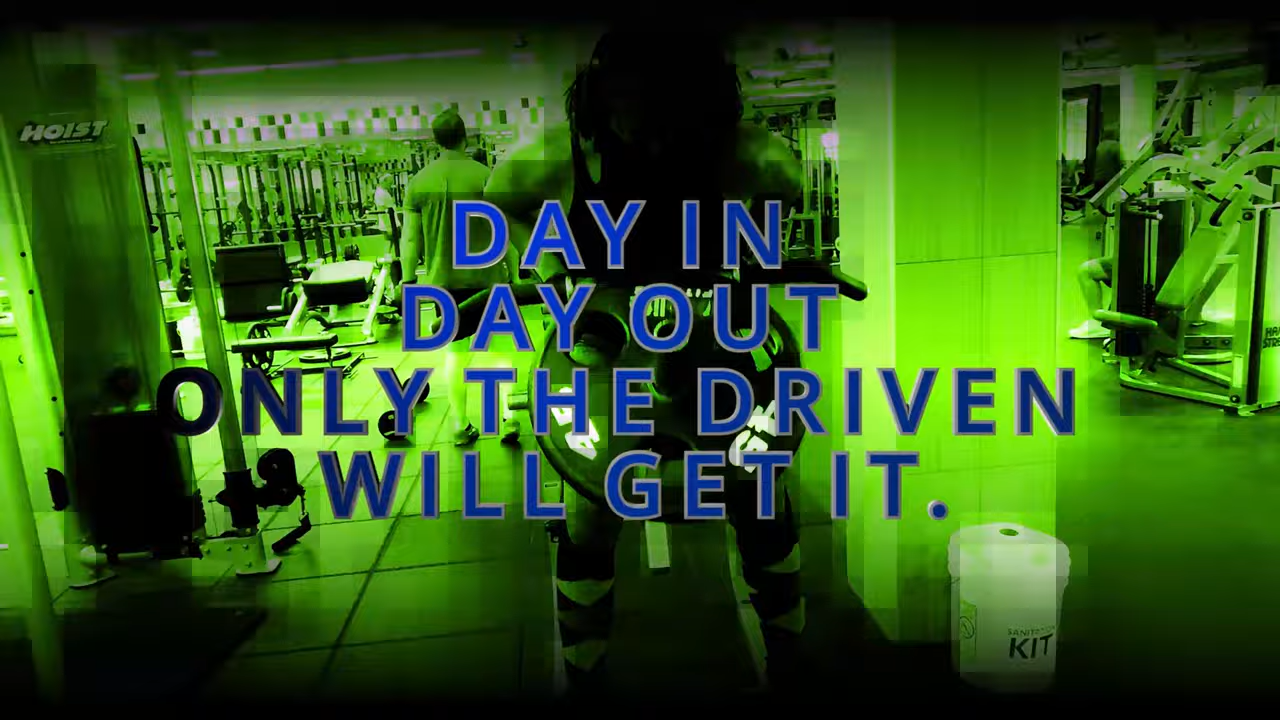 HOIST
DAY IN
DAY OUT
ONLY THE DRIVEN
WILL GET IT.
KIT